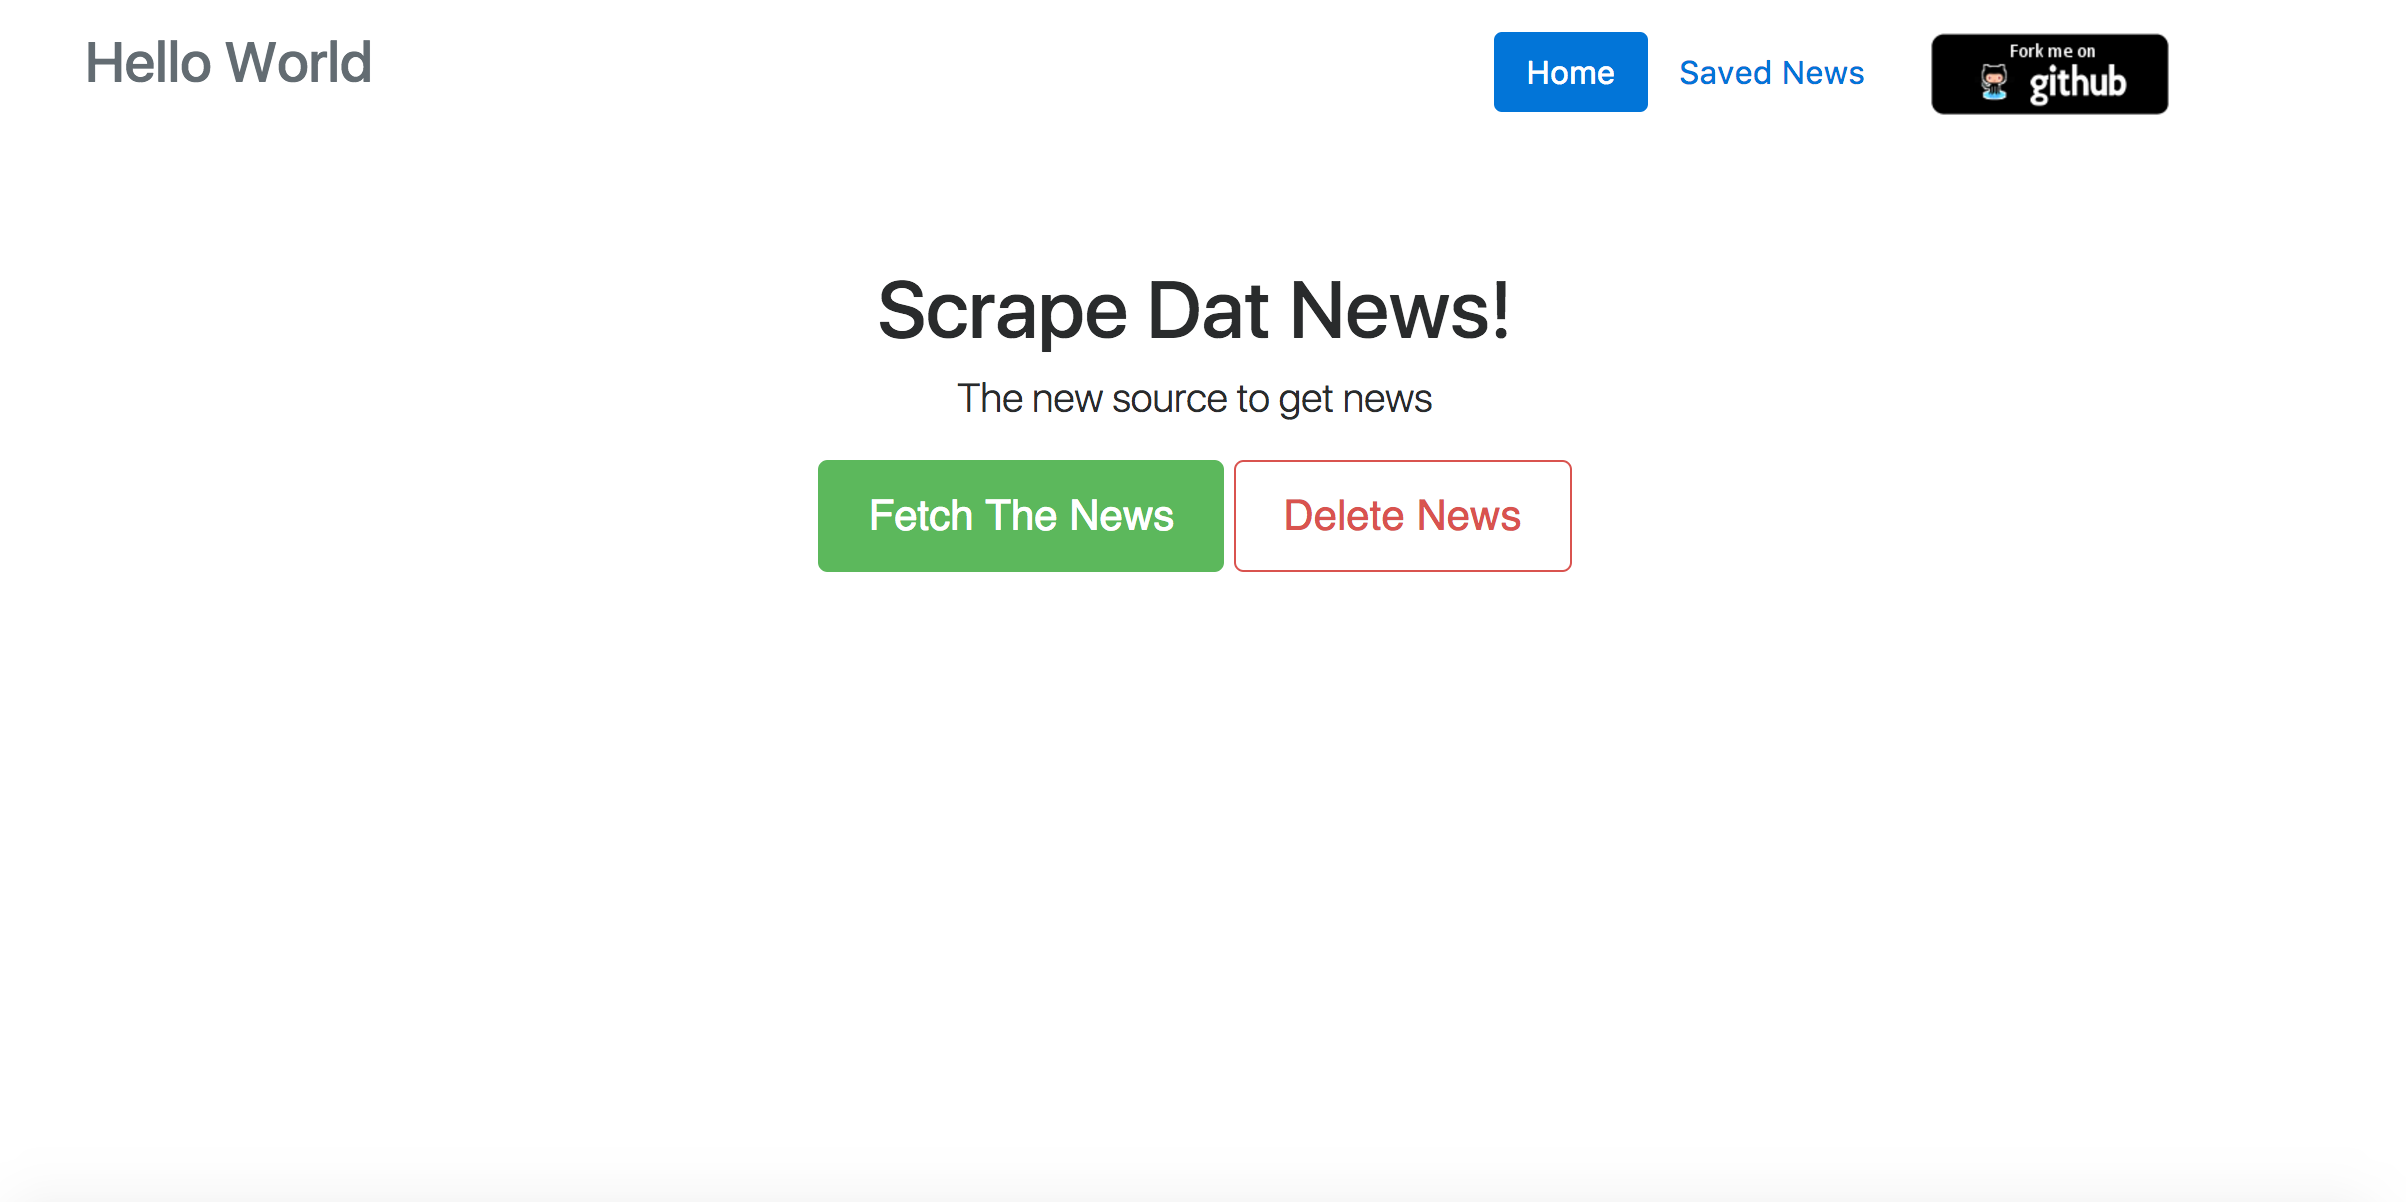 Hello World
Home
Saved News
Fork me on
github
Scrape Dat News!
The new source to get news
Fetch The News
Delete News